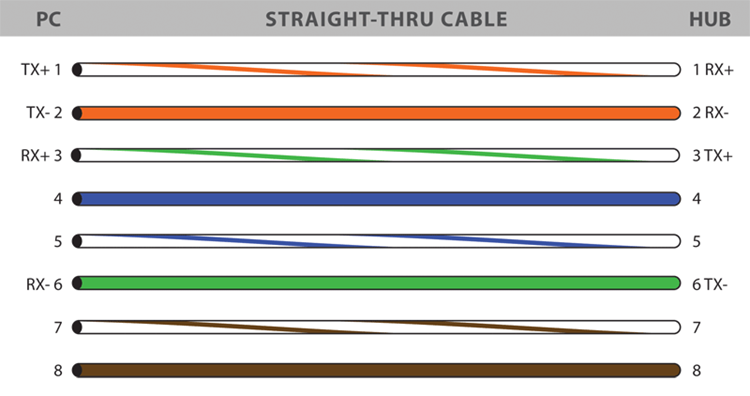 PC STRAIGHT-THRU CABLE HUB
TX+ 1 1 RX+
TX- 2 2 RX-
RX+ 3 3 TX+
4 4
5 5
RX- 6 6 TX-
7 7
8 8